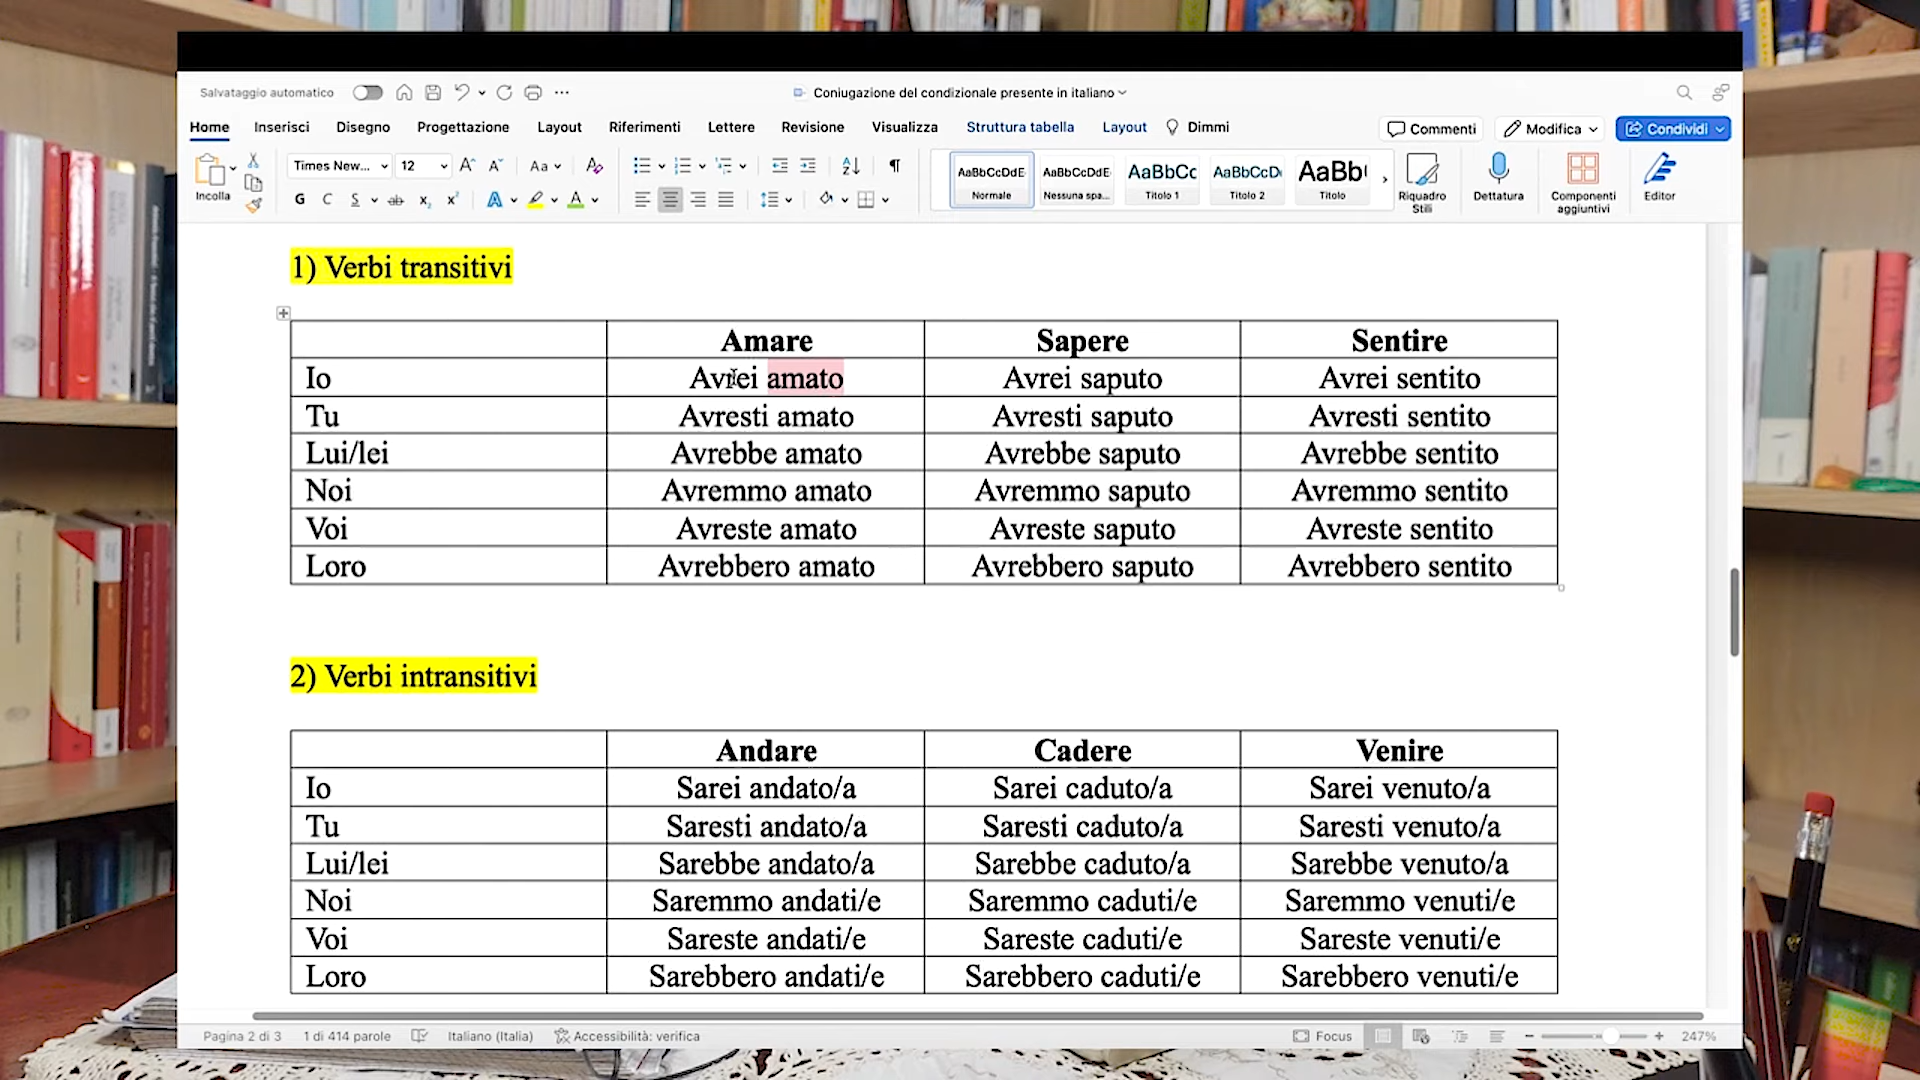 Salvataggio automatico
Coniugazione del condizionale presente in italiano
Home Inserisci Disegno Progettazione Layout Riferimenti Lettere Revisione Visualizza Struttura tabella Layout Dimmi
Commenti Modifica Condividi
Times New... 12 Aa
AaBbCcDdE AaBbCcDdE AaBbCc AaBbCcD AaBb
Incolla G C S ab x² A
Normale Nessuna spa... Titolo 1 Titolo 2 Titolo
Riquadro Stili Dettatura Componenti aggiuntivi Editor
1) Verbi transitivi
Amare Sapere Sentire
Io Avrei amato Avrei saputo Avrei sentito
Tu Avresti amato Avresti saputo Avresti sentito
Lui/lei Avrebbe amato Avrebbe saputo Avrebbe sentito
Noi Avremmo amato Avremmo saputo Avremmo sentito
Voi Avreste amato Avreste saputo Avreste sentito
Loro Avrebbero amato Avrebbero saputo Avrebbero sentito
2) Verbi intransitivi
Andare Cadere Venire
Io Sarei andato/a Sarei caduto/a Sarei venuto/a
Tu Saresti andato/a Saresti caduto/a Saresti venuto/a
Lui/lei Sarebbe andato/a Sarebbe caduto/a Sarebbe venuto/a
Noi Saremmo andati/e Saremmo caduti/e Saremmo venuti/e
Voi Sareste andati/e Sareste caduti/e Sareste venuti/e
Loro Sarebbero andati/e Sarebbero caduti/e Sarebbero venuti/e
Pagina 2 di 3 1 di 414 parole Italiano (Italia) Accessibilità: verifica Focus 247%